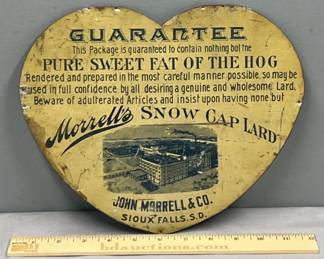 GUARANTEE
This Package is guaranteed to contain nothing but the
PURE SWEET FAT OF THE HOG
Rendered and prepared in the most careful manner possible, so may be
used in full confidence by all desiring a genuine and wholesome Lard.
Beware of adulterated Articles and insist upon having none but
Morrell's SNOW CAP LARD
JOHN MORRELL & CO.
SIOUX FALLS. S.D.
bdauctions.com